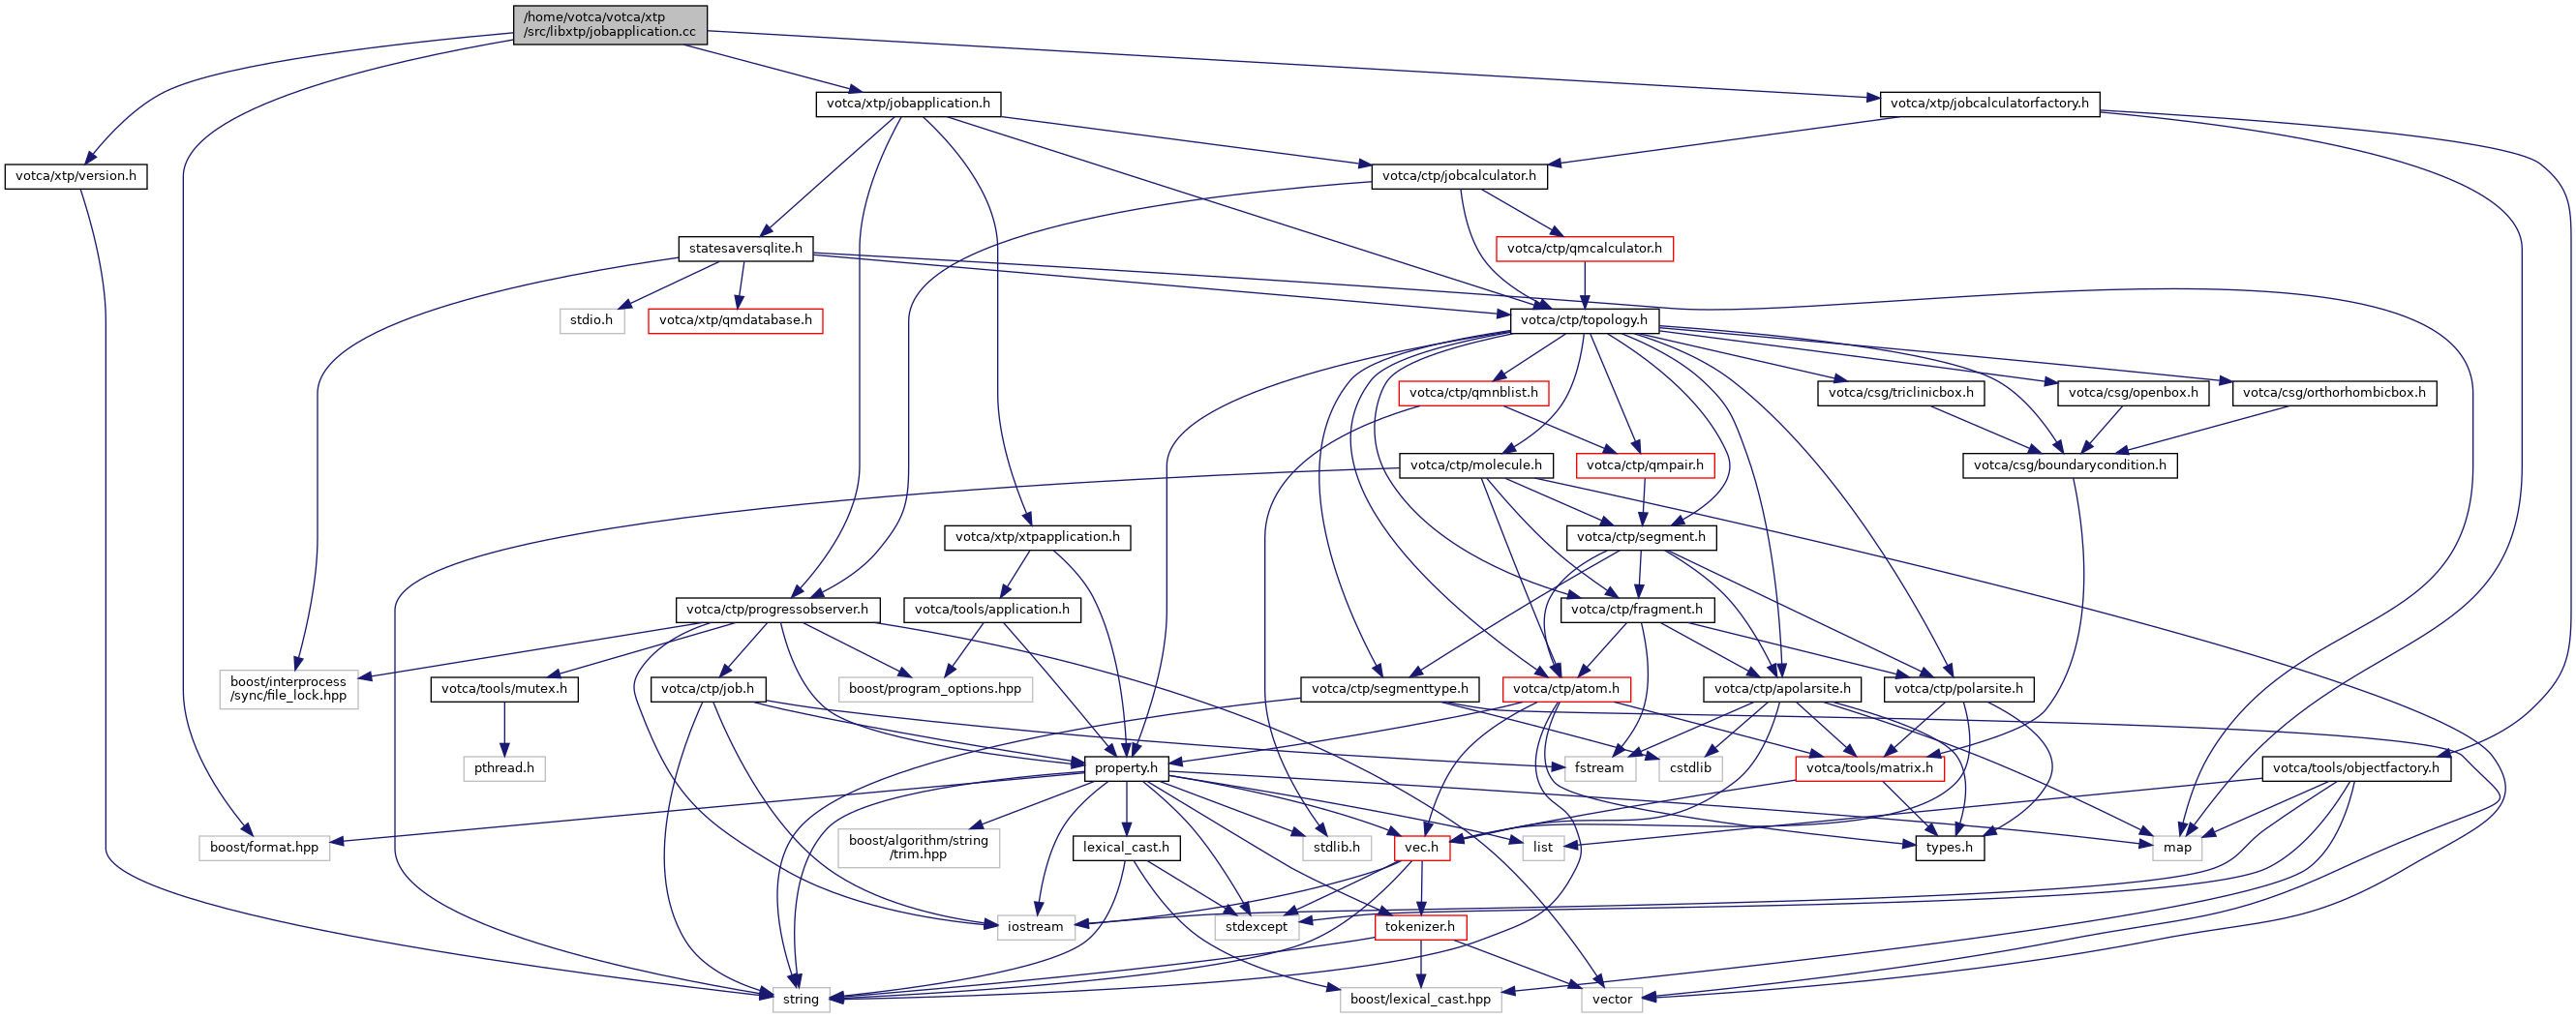 /home/votca/votca/xtp
/src/libxtp/jobapplication.cc
votca/xtp/jobapplication.h
votca/xtp/jobcalculatorfactory.h
votca/xtp/version.h
votca/ctp/jobcalculator.h
statesaversqlite.h
votca/ctp/qmcalculator.h
stdio.h
votca/xtp/qmdatabase.h
votca/ctp/topology.h
votca/ctp/qmnblist.h
votca/csg/triclinicbox.h
votca/csg/openbox.h
votca/csg/orthorhombicbox.h
votca/ctp/molecule.h
votca/ctp/qmpair.h
votca/csg/boundarycondition.h
votca/xtp/xtpapplication.h
votca/ctp/segment.h
votca/ctp/progressobserver.h
votca/tools/application.h
votca/ctp/fragment.h
boost/interprocess
/sync/file_lock.hpp
votca/tools/mutex.h
votca/ctp/job.h
boost/program_options.hpp
votca/ctp/segmenttype.h
votca/ctp/atom.h
votca/ctp/apolarsite.h
votca/ctp/polarsite.h
pthread.h
property.h
fstream
cstdlib
votca/tools/matrix.h
votca/tools/objectfactory.h
boost/format.hpp
boost/algorithm/string
/trim.hpp
lexical_cast.h
stdlib.h
vec.h
list
types.h
map
iostream
stdexcept
tokenizer.h
string
boost/lexical_cast.hpp
vector